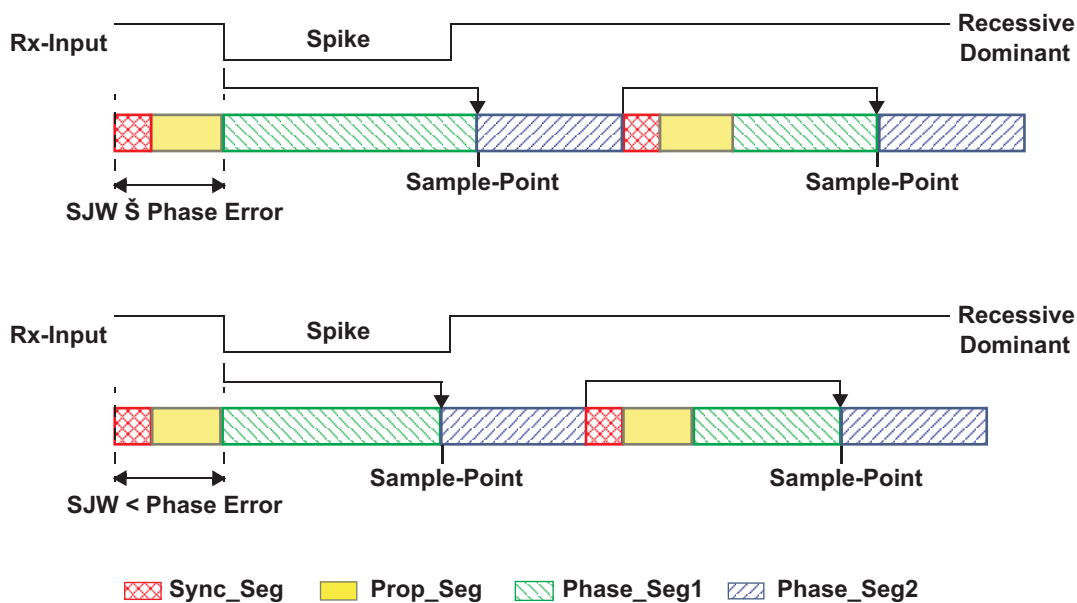 Rx-Input
Spike
Recessive
Dominant
Sample-Point
Sample-Point
SJW Š Phase Error
Rx-Input
Spike
Recessive
Dominant
Sample-Point
Sample-Point
SJW < Phase Error
Sync_Seg
Prop_Seg
Phase_Seg1
Phase_Seg2